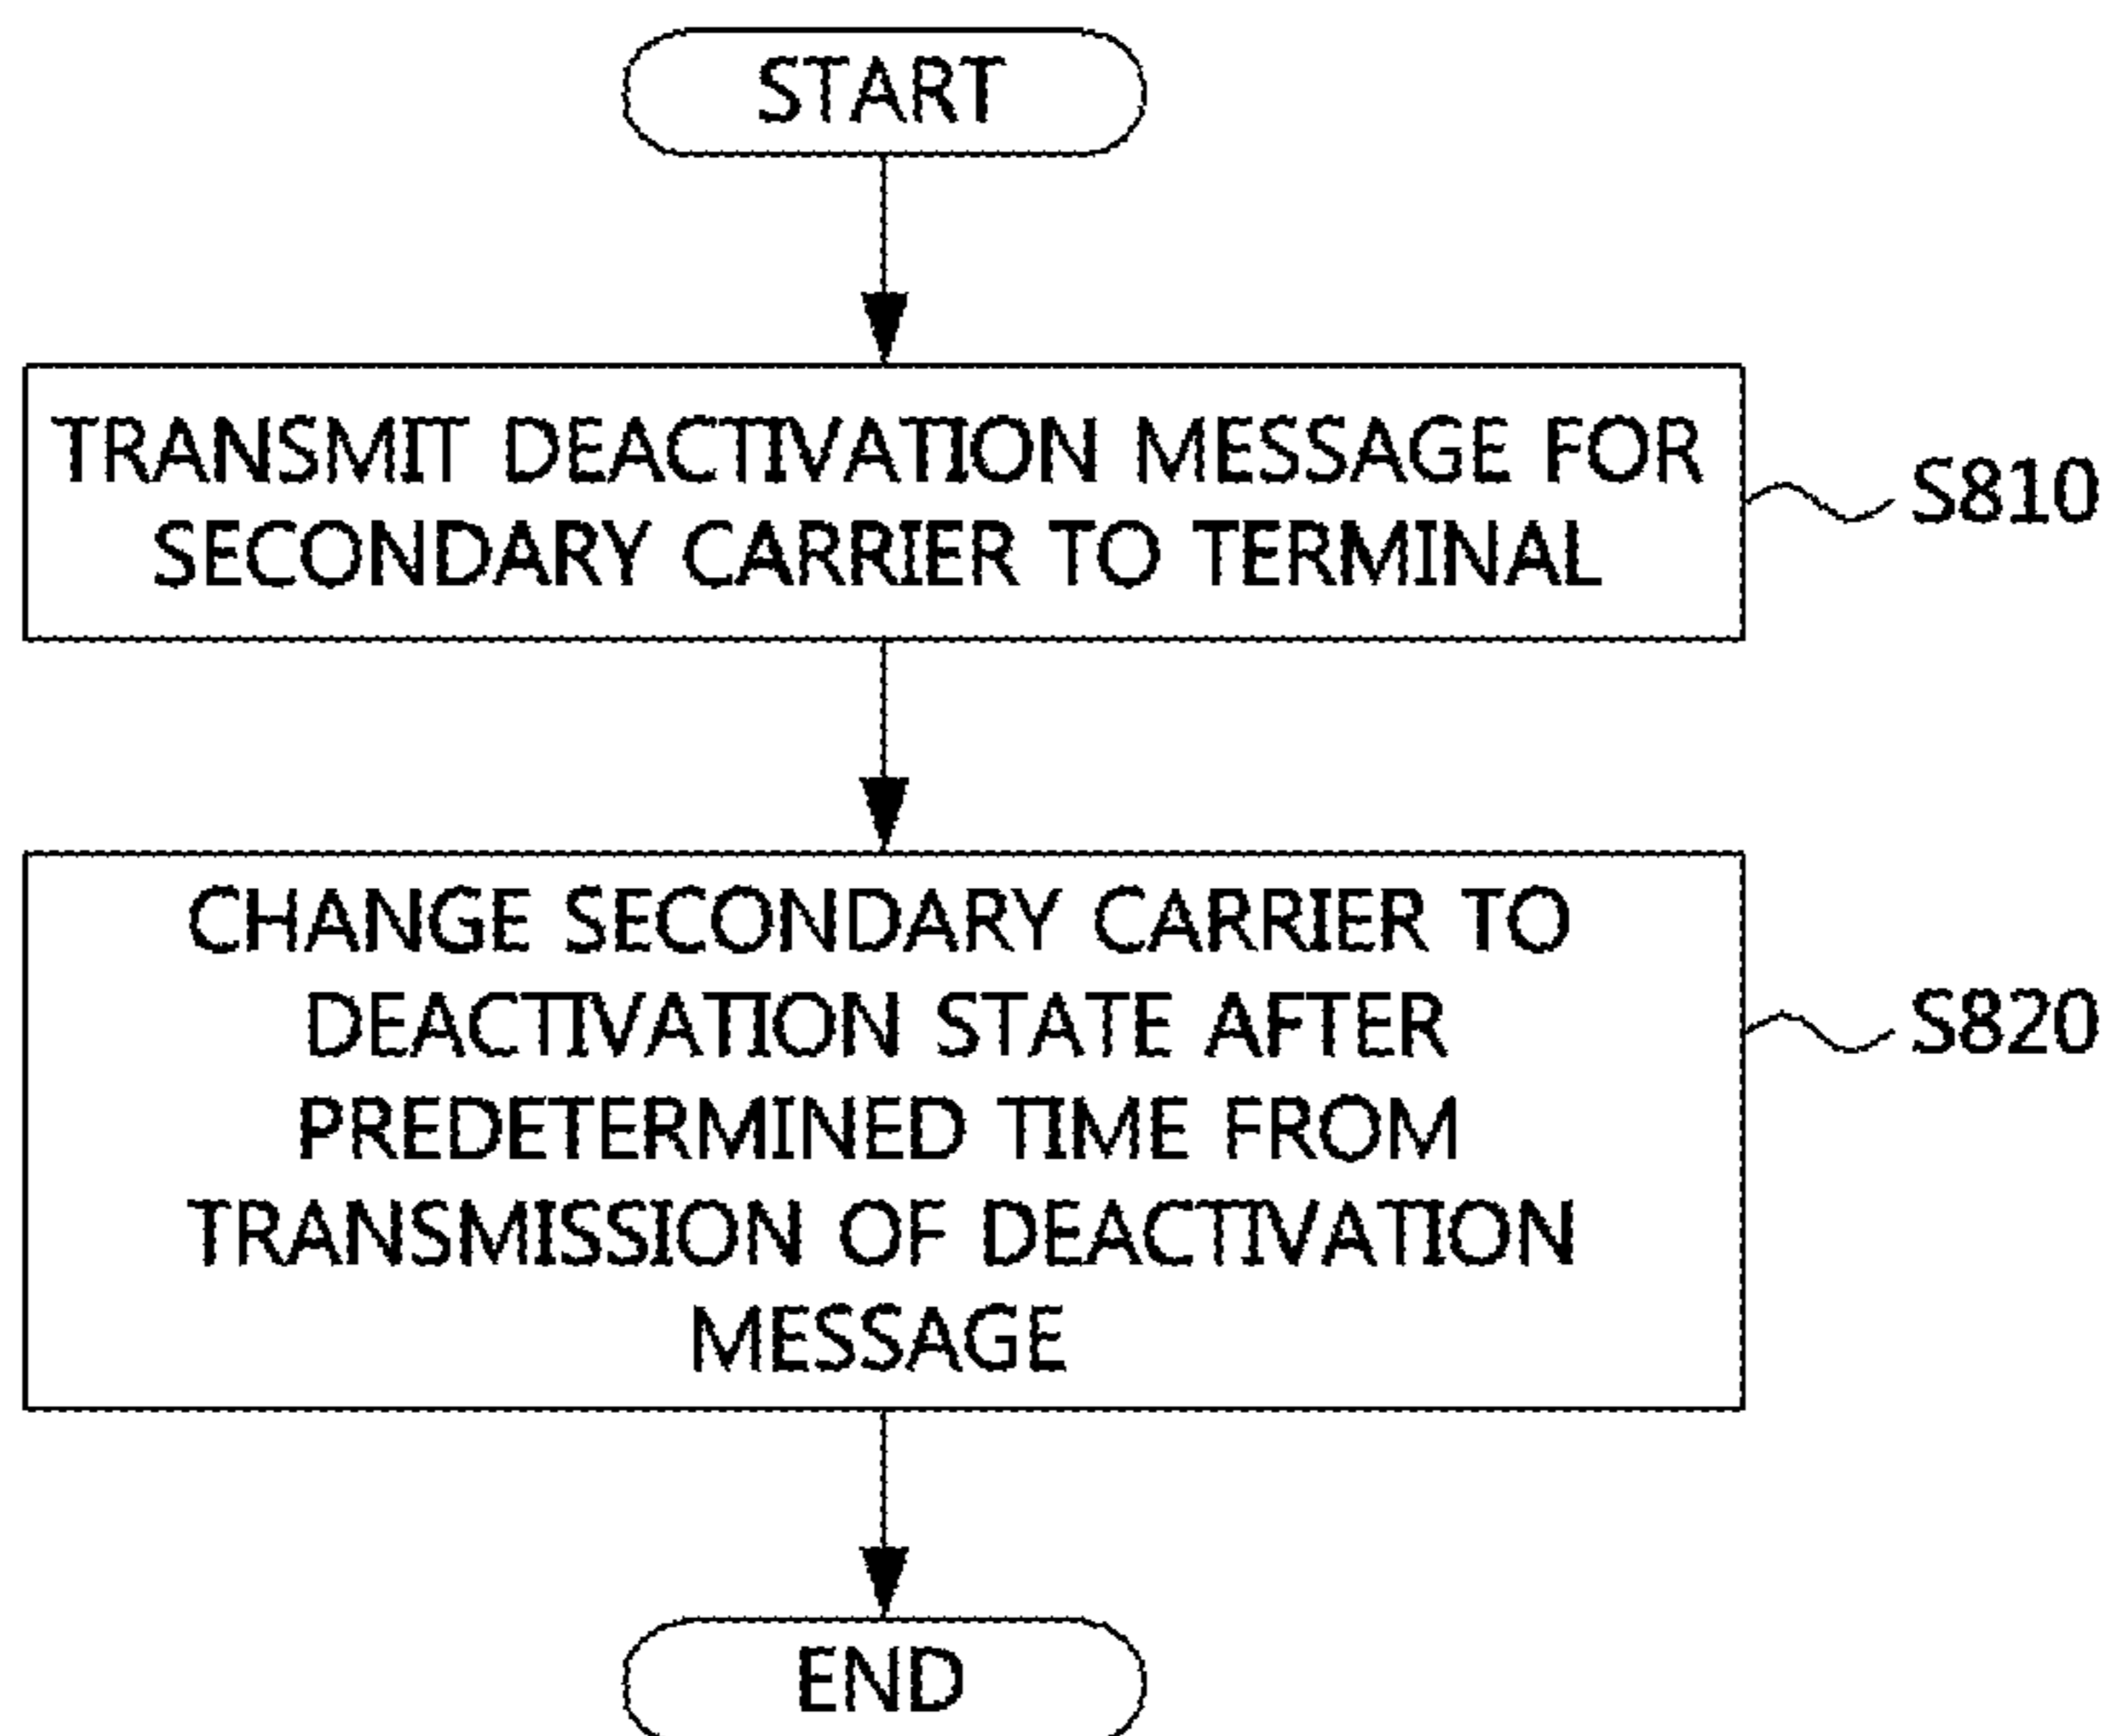 START
TRANSMIT DEACTIVATION MESSAGE FOR
SECONDARY CARRIER TO TERMINAL
S810
CHANGE SECONDARY CARRIER TO
DEACTIVATION STATE AFTER
PREDETERMINED TIME FROM
TRANSMISSION OF DEACTIVATION
MESSAGE
S820
END